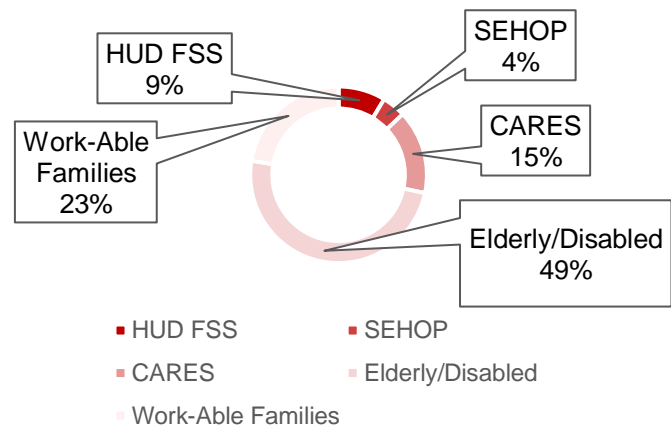 HUD FSS
9%
SEHOP
4%
CARES
15%
Work-Able
Families
23%
Elderly/Disabled
49%
HUD FSS
SEHOP
CARES
Elderly/Disabled
Work-Able Families